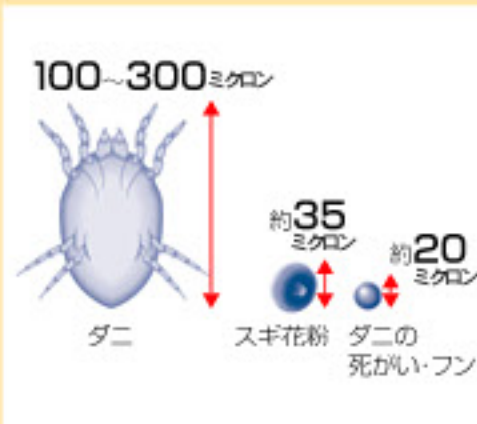 100～300ミクロン
約35
ミクロン
約20
ミクロン
ダニ
スギ花粉
ダニの
死がい・フン